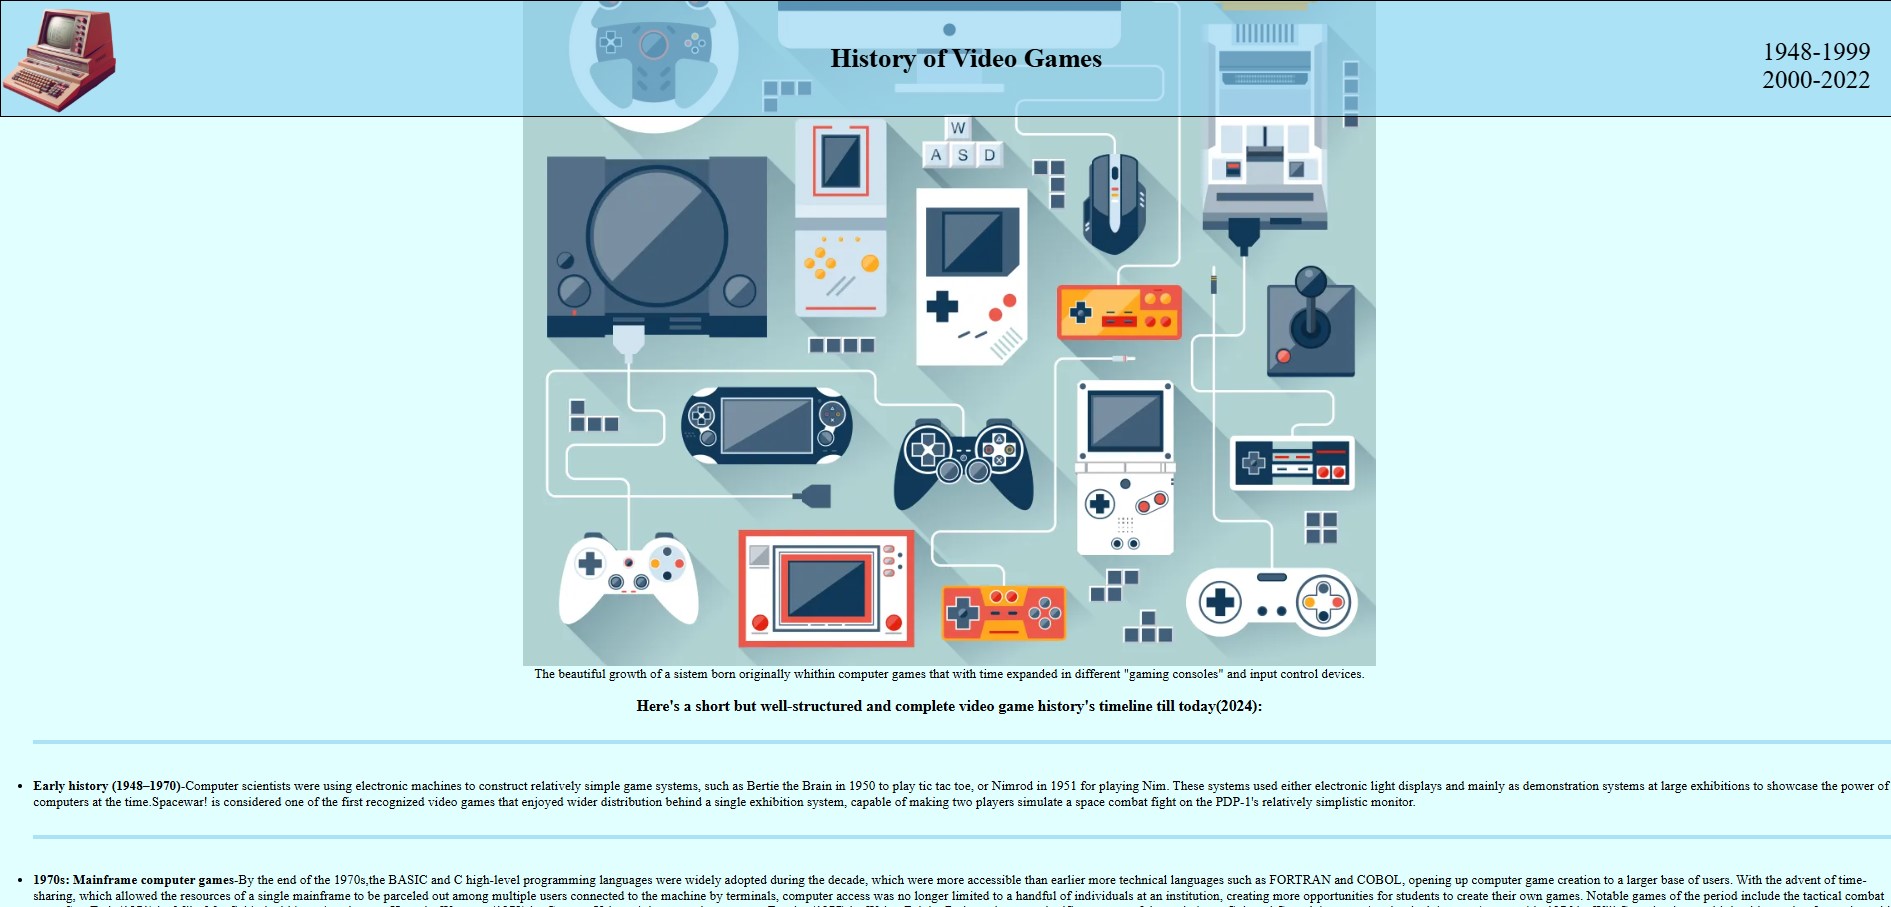 History of Video Games
1948-1999
2000-2022
W
A S D
The beautiful growth of a sistem born originally whithin computer games that with time expanded in different "gaming consoles" and input control devices.
Here's a short but well-structured and complete video game history's timeline till today(2024):
Early history (1948–1970)-Computer scientists were using electronic machines to construct relatively simple game systems, such as Bertie the Brain in 1950 to play tic tac toe, or Nimrod in 1951 for playing Nim. These systems used either electronic light displays and mainly as demonstration systems at large exhibitions to showcase the power of
computers at the time.Spacewar! is considered one of the first recognized video games that enjoyed wider distribution behind a single exhibition system, capable of making two players simulate a space combat fight on the PDP-1's relatively simplistic monitor.
1970s: Mainframe computer games-By the end of the 1970s,the BASIC and C high-level programming languages were widely adopted during the decade, which were more accessible than earlier more technical languages such as FORTRAN and COBOL, opening up computer game creation to a larger base of users. With the advent of time-
sharing, which allowed the resources of a single mainframe to be parceled out among multiple users connected to the machine by terminals, computer access was no longer limited to a handful of individuals at an institution, creating more opportunities for students to create their own games. Notable games of the period include the tactical combat